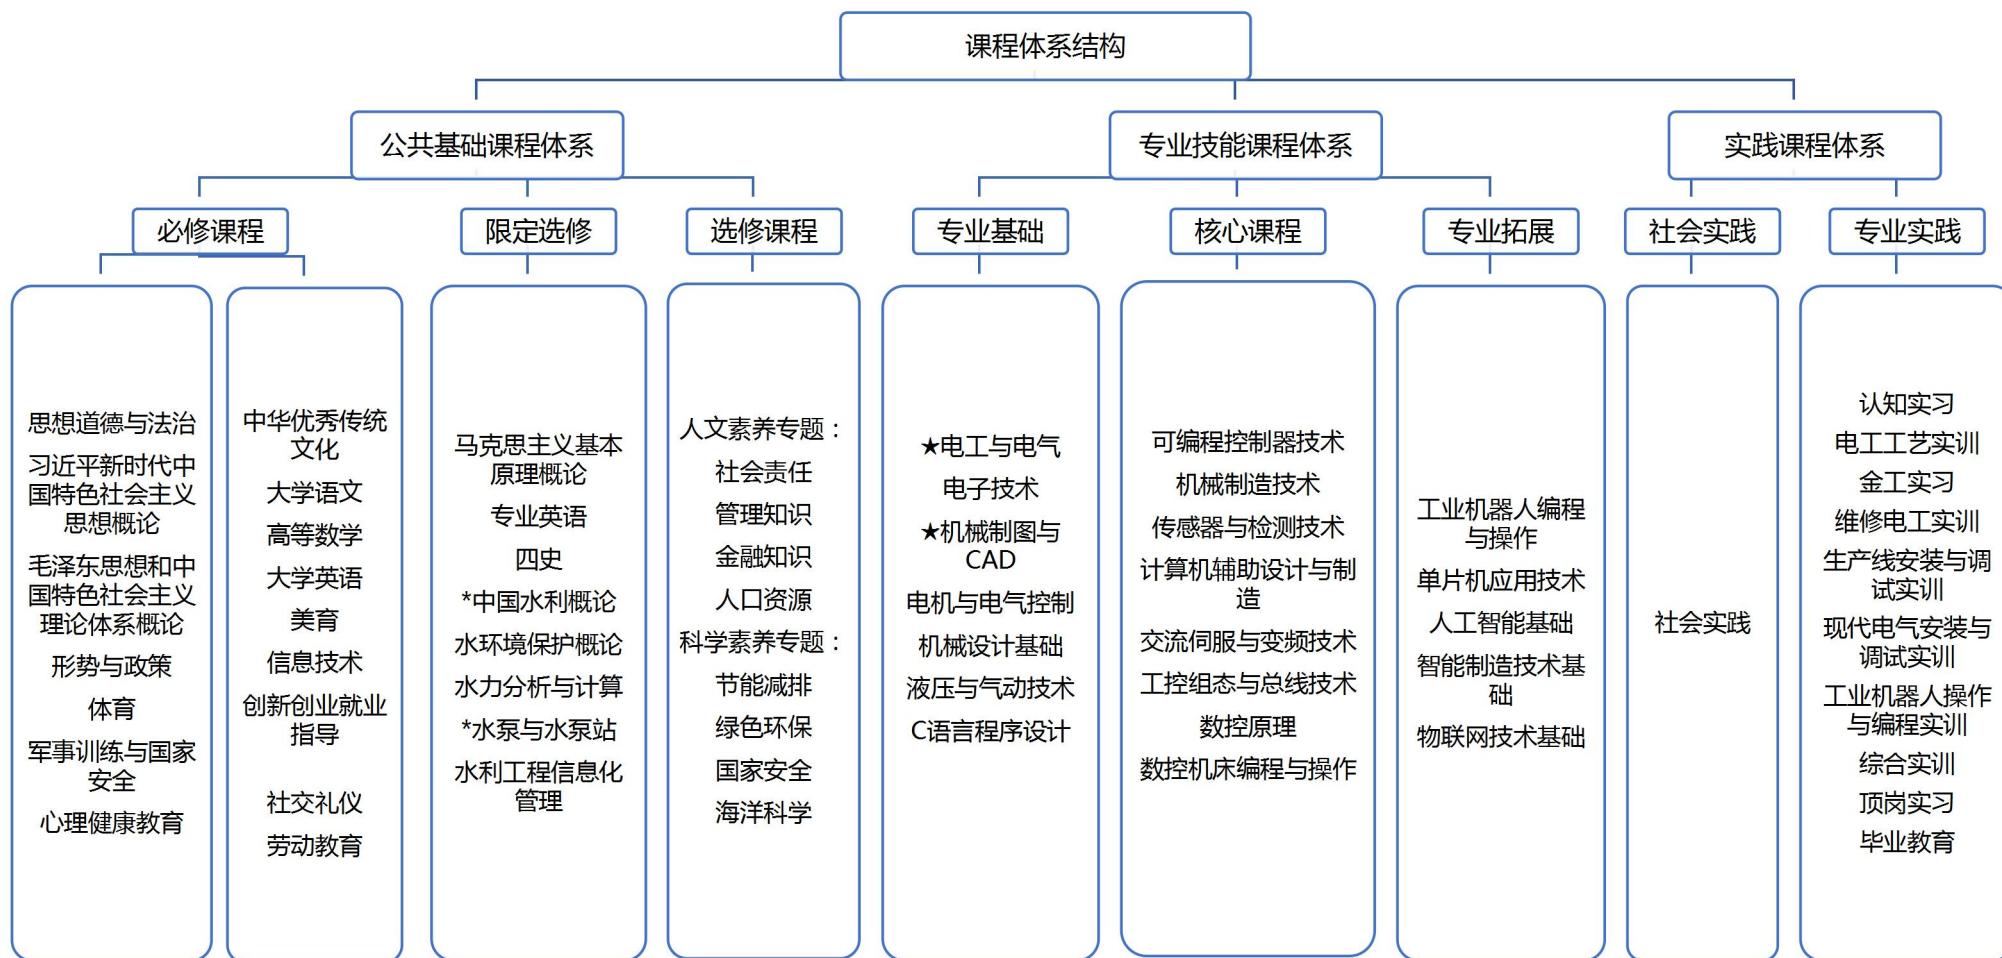 课程体系结构
公共基础课程体系
专业技能课程体系
实践课程体系
必修课程
限定选修
选修课程
专业基础
核心课程
专业拓展
社会实践
专业实践
思想道德与法治
习近平新时代中
国特色社会主义
思想概论
毛泽东思想和中
国特色社会主义
理论体系概论
形势与政策
体育
军事训练与国家
安全
心理健康教育
中华优秀传统
文化
大学语文
高等数学
大学英语
美育
信息技术
创新创业就业
指导
社交礼仪
劳动教育
马克思主义基本
原理概论
专业英语
四史
*中国水利概论
水环境保护概论
水力分析与计算
*水泵与水泵站
水利工程信息化
管理
人文素养专题：
社会责任
管理知识
金融知识
人口资源
科学素养专题：
节能减排
绿色环保
国家安全
海洋科学
★电工与电气
电子技术
★机械制图与
CAD
电机与电气控制
机械设计基础
液压与气动技术
C语言程序设计
可编程控制器技术
机械制造技术
传感器与检测技术
计算机辅助设计与制
造
交流伺服与变频技术
工控组态与总线技术
数控原理
数控机床编程与操作
工业机器人编程
与操作
单片机应用技术
人工智能基础
智能制造技术基
础
物联网技术基础
社会实践
认知实习
电工工艺实训
金工实习
维修电工实训
生产线安装与调
试实训
现代电气安装与
调试实训
工业机器人操作
与编程实训
综合实训
顶岗实习
毕业教育